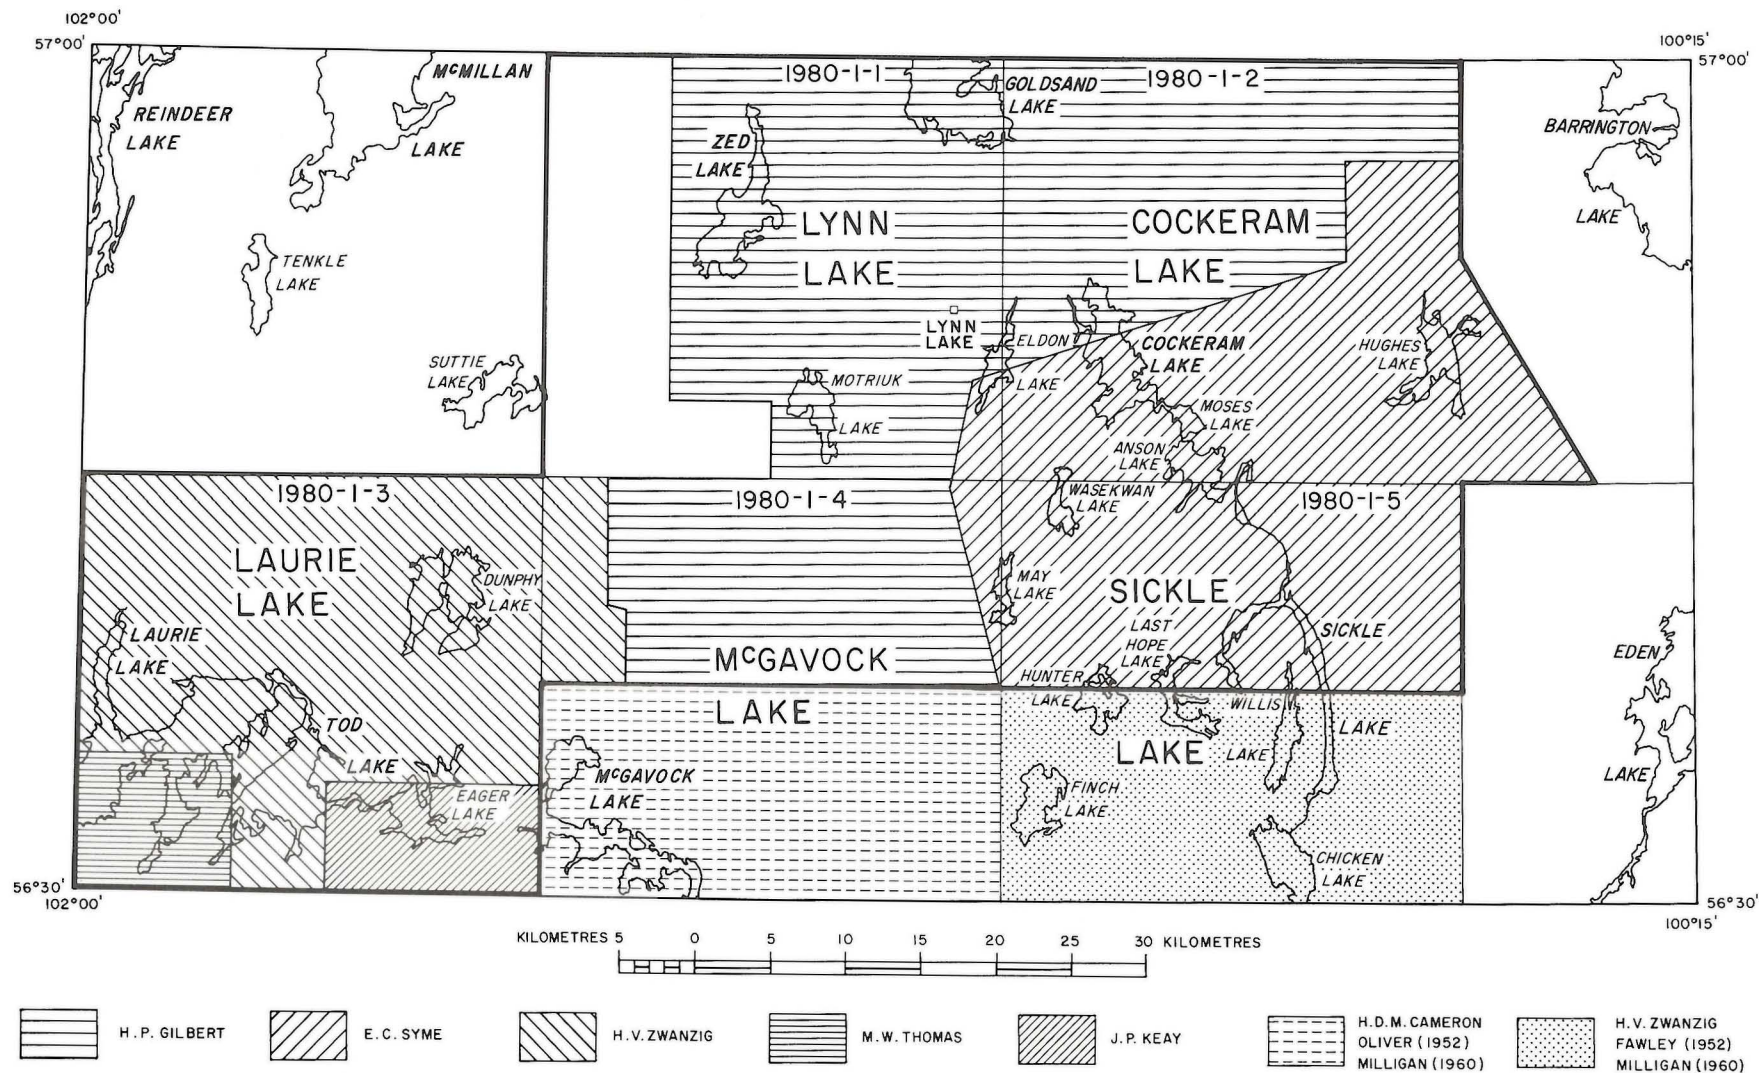 102°00'
57°00'
100°15'
57°00'
McMILLAN
LAKE
REINDEER
LAKE
TENKLE
LAKE
SUTTIE
LAKE
1980-1-1
1980-1-2
GOLDSAND
LAKE
ZED
LAKE
LYNN
LAKE
COCKERAM
LAKE
BARRINGTON
LAKE
LYNN
LAKE
ELDON
LAKE
COCKERAM
LAKE
HUGHES
LAKE
MOTRIUK
LAKE
MOSES
LAKE
ANSON
LAKE
WASEKWAN
LAKE
1980-1-3
1980-1-4
1980-1-5
LAURIE
LAKE
DUNPHY
LAKE
LAURIE
LAKE
MAY
LAKE
SICKLE
LAKE
LAST
HOPE
LAKE
SICKLE
LAKE
McGAVOCK
LAKE
HUNTER
LAKE
WILLIS
LAKE
EDEN
LAKE
TOD
LAKE
EAGER
LAKE
McGAVOCK
LAKE
FINCH
LAKE
CHICKEN
LAKE
56°30'
102°00'
56°30'
100°15'
KILOMETRES 5 0 5 10 15 20 25 30 KILOMETRES
H.P. GILBERT
E.C. SYME
H.V. ZWANZIG
M.W. THOMAS
J.P. KEAY
H.D.M. CAMERON
OLIVER (1952)
MILLIGAN (1960)
H.V. ZWANZIG
FAWLEY (1952)
MILLIGAN (1960)